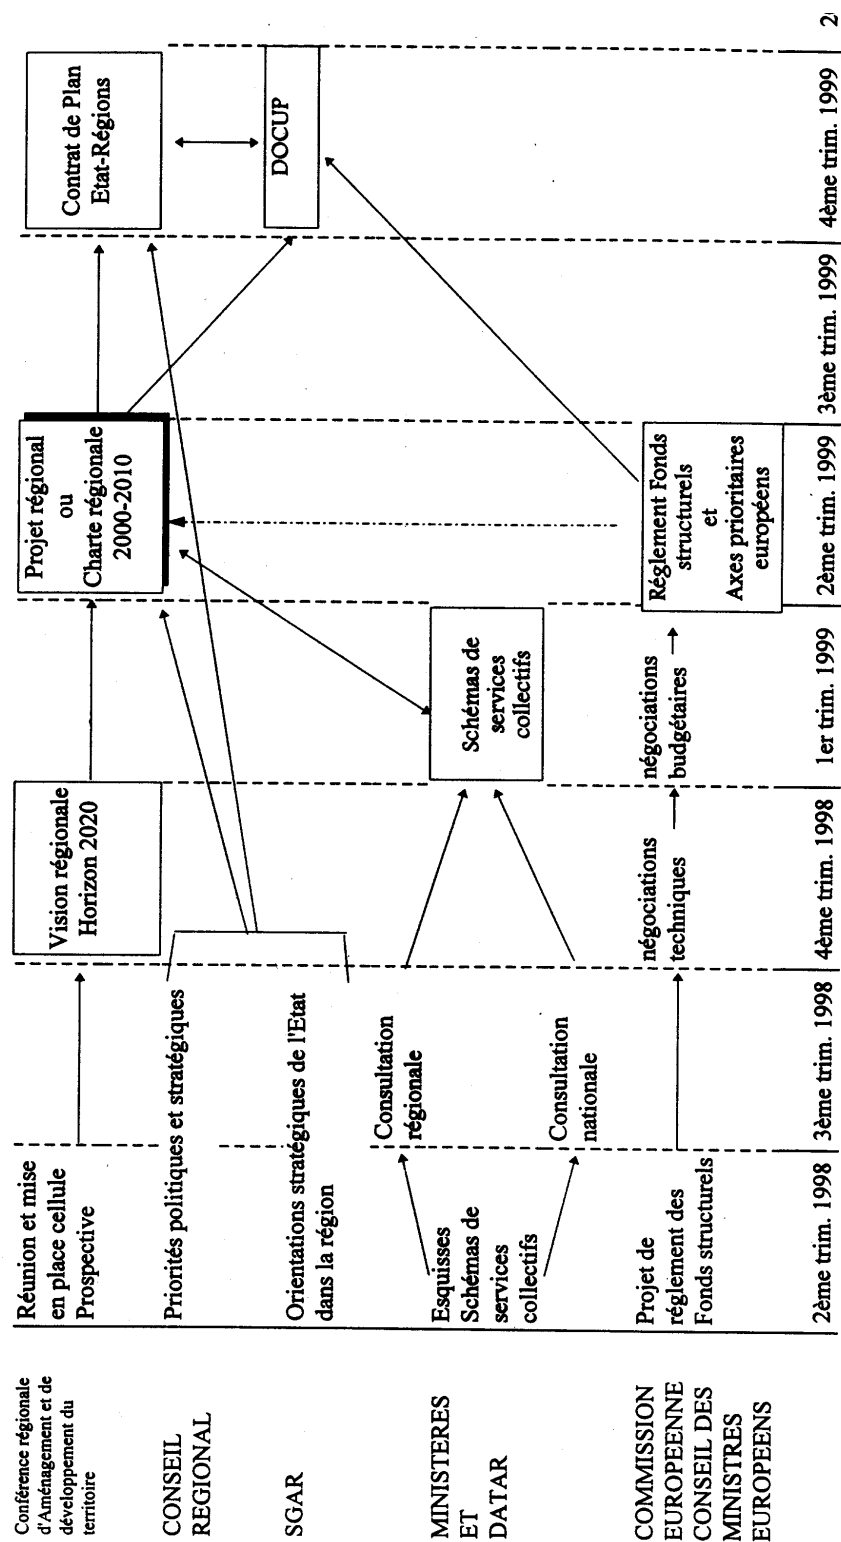 Conférence régionale
d'Aménagement et de
développement du
territoire
Réunion et mise
en place cellule
Prospective
Vision régionale
Horizon 2020
Projet régional
ou
Charte régionale
2000-2010
Contrat de Plan
Etat-Régions
CONSEIL
REGIONAL
Priorités politiques et stratégiques
SGAR
Orientations stratégiques de l'Etat
dans la région
DOCUP
MINISTERES
ET
DATAR
Esquisses
Schémas de
services
collectifs
Consultation
régionale
Consultation
nationale
Schémas de
services
collectifs
COMMISSION
EUROPEENNE
CONSEIL DES
MINISTRES
EUROPEENS
Projet de
réglement des
Fonds structurels
négociations
techniques
négociations
budgétaires
Réglement Fonds
structurels
et
Axes prioritaires
européens
2ème trim. 1998
3ème trim. 1998
4ème trim. 1998
1er trim. 1999
2ème trim. 1999
3ème trim. 1999
4ème trim. 1999